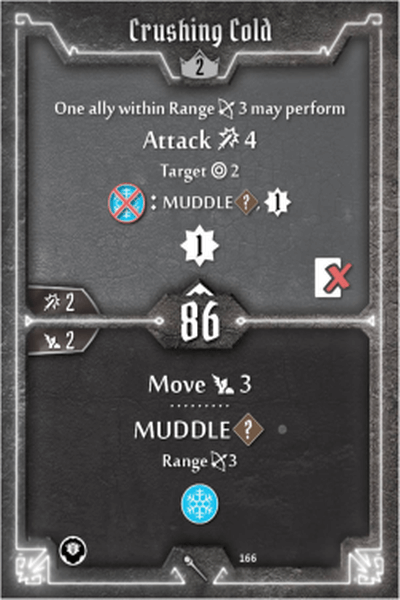 Crushing Cold
2
One ally within Range 3 may perform
Attack 4
Target 2
: MUDDLE ?, 1
1
2
86
2
Move 3
MUDDLE ?
Range 3
166